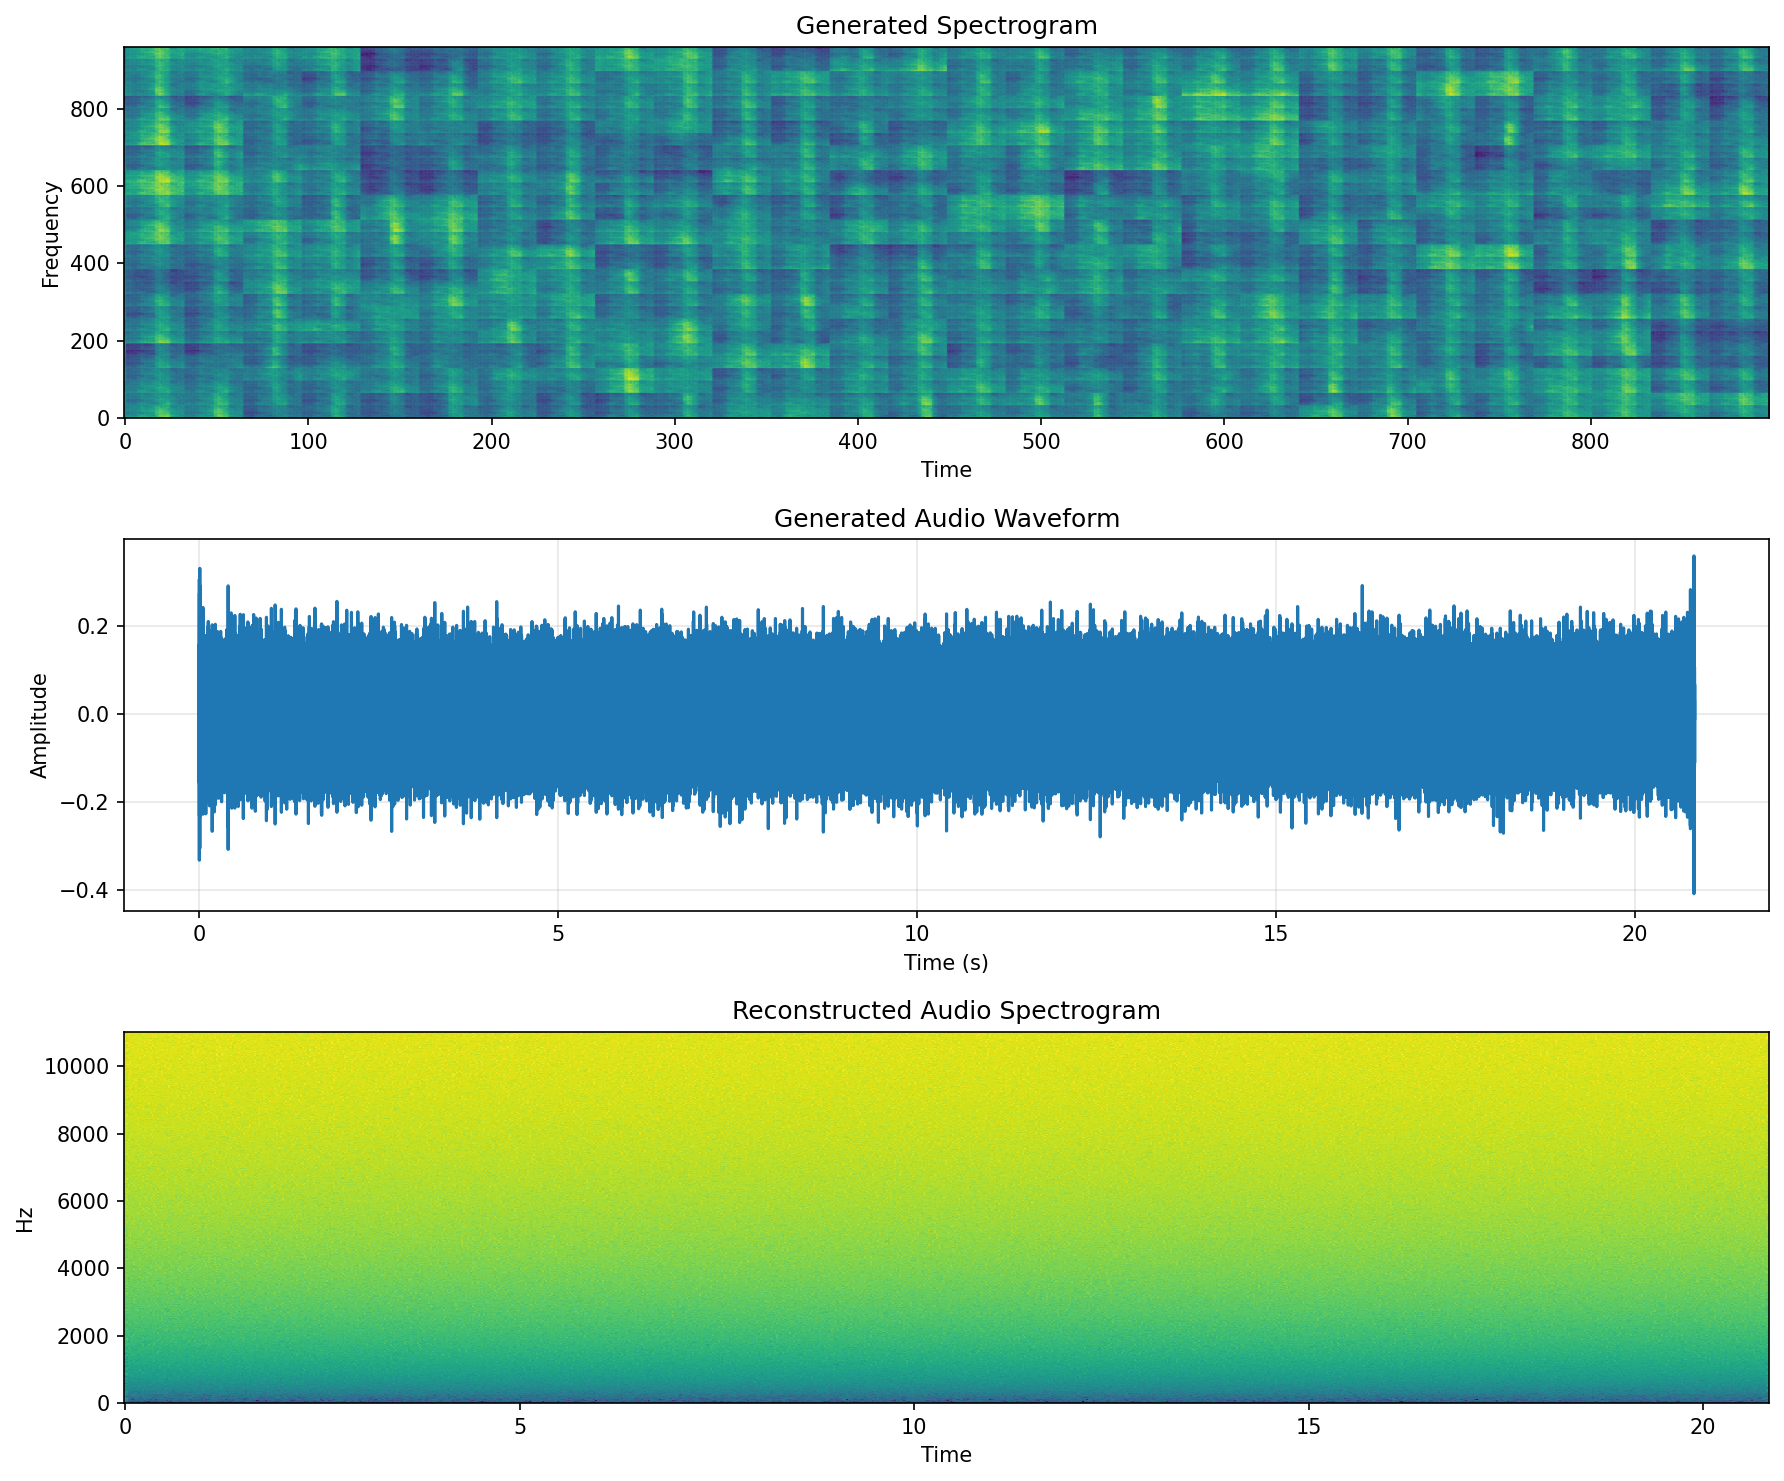 Generated Spectrogram
Frequency
800
600
400
200
0
0 100 200 300 400 500 600 700 800
Time
Generated Audio Waveform
Amplitude
0.2
0.0
−0.2
−0.4
0 5 10 15 20
Time (s)
Reconstructed Audio Spectrogram
Hz
10000
8000
6000
4000
2000
0
0 5 10 15 20
Time